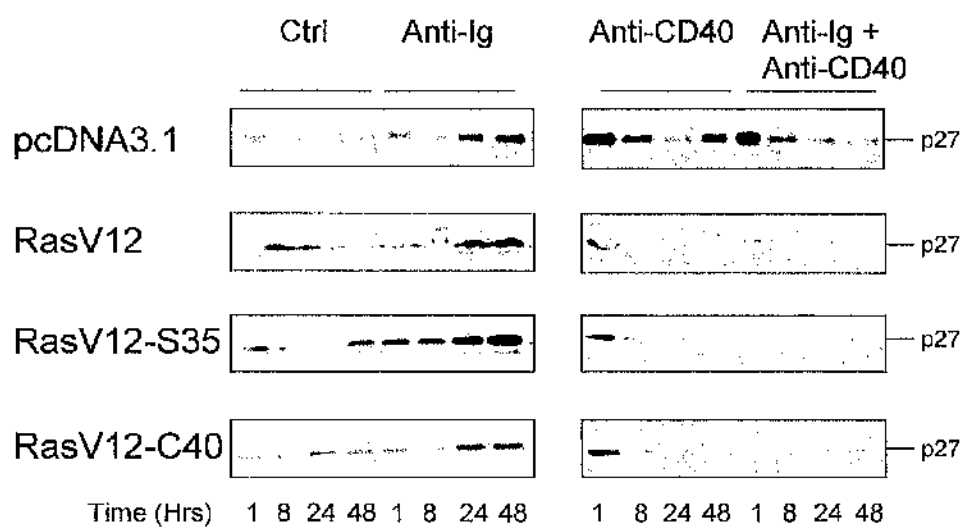 Ctrl Anti-Ig Anti-CD40 Anti-Ig +
Anti-CD40
pcDNA3.1 p27
RasV12 p27
RasV12-S35 p27
RasV12-C40 p27
Time (Hrs) 1 8 24 48 1 8 24 48 1 8 24 48 1 8 24 48